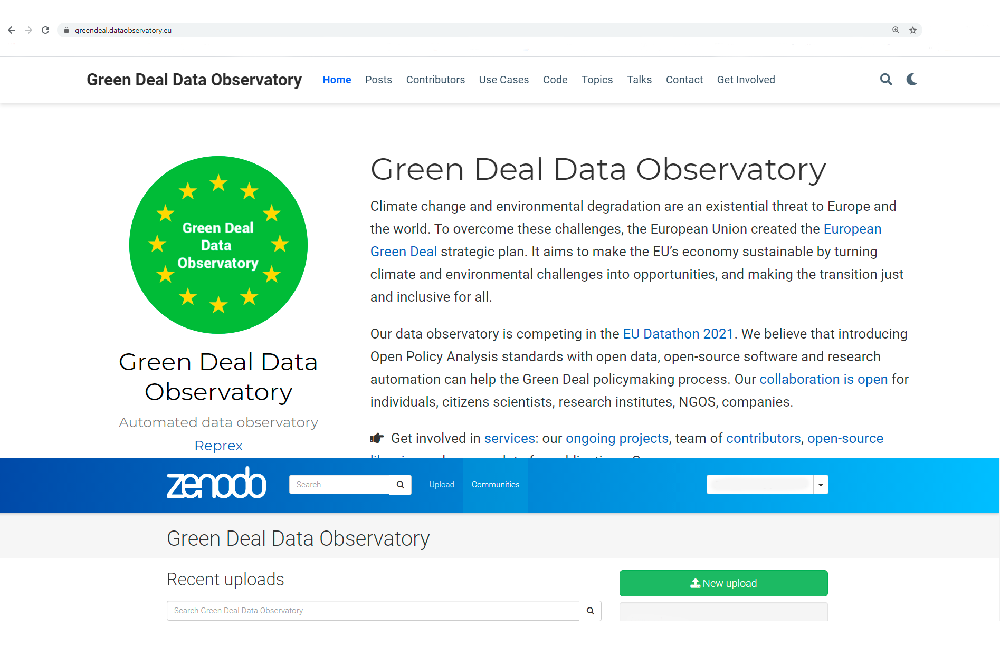 greendeal.dataobservatory.eu
Green Deal Data Observatory Home Posts Contributors Use Cases Code Topics Talks Contact Get Involved
Green Deal
Data
Observatory
Green Deal Data
Observatory
Automated data observatory
Reprex
Green Deal Data Observatory
Climate change and environmental degradation are an existential threat to Europe and
the world. To overcome these challenges, the European Union created the European
Green Deal strategic plan. It aims to make the EU’s economy sustainable by turning
climate and environmental challenges into opportunities, and making the transition just
and inclusive for all.
Our data observatory is competing in the EU Datathon 2021. We believe that introducing
Open Policy Analysis standards with open data, open-source software and research
automation can help the Green Deal policymaking process. Our collaboration is open for
individuals, citizens scientists, research institutes, NGOS, companies.
Get involved in services: our ongoing projects, team of contributors, open-source
zenodo Search Upload Communities
Green Deal Data Observatory
Recent uploads
New upload
Search Green Deal Data Observatory